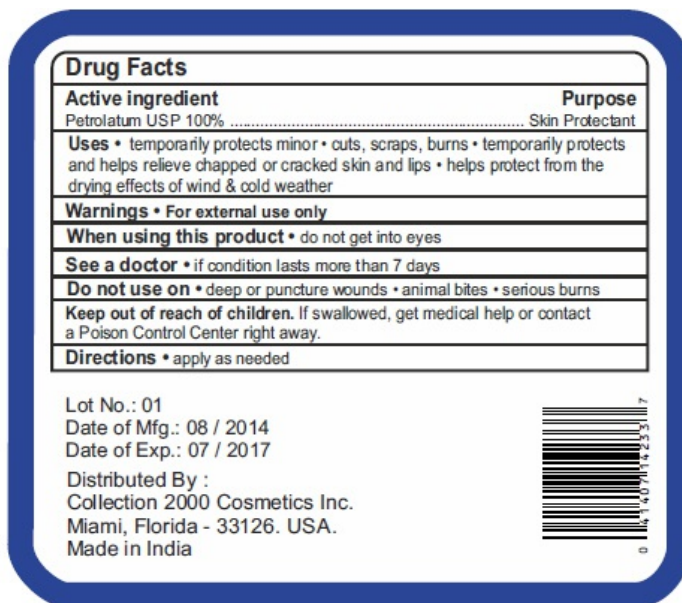 Drug Facts
Active ingredient Purpose
Petrolatum USP 100% ........................................................................... Skin Protectant
Uses • temporarily protects minor • cuts, scraps, burns • temporarily protects
and helps relieve chapped or cracked skin and lips • helps protect from the
drying effects of wind & cold weather
Warnings • For external use only
When using this product • do not get into eyes
See a doctor • if condition lasts more than 7 days
Do not use on • deep or puncture wounds • animal bites • serious burns
Keep out of reach of children. If swallowed, get medical help or contact
a Poison Control Center right away.
Directions • apply as needed
Lot No.: 01
Date of Mfg.: 08 / 2014
Date of Exp.: 07 / 2017
Distributed By :
Collection 2000 Cosmetics Inc.
Miami, Florida - 33126. USA.
Made in India
0 41407 14233 7